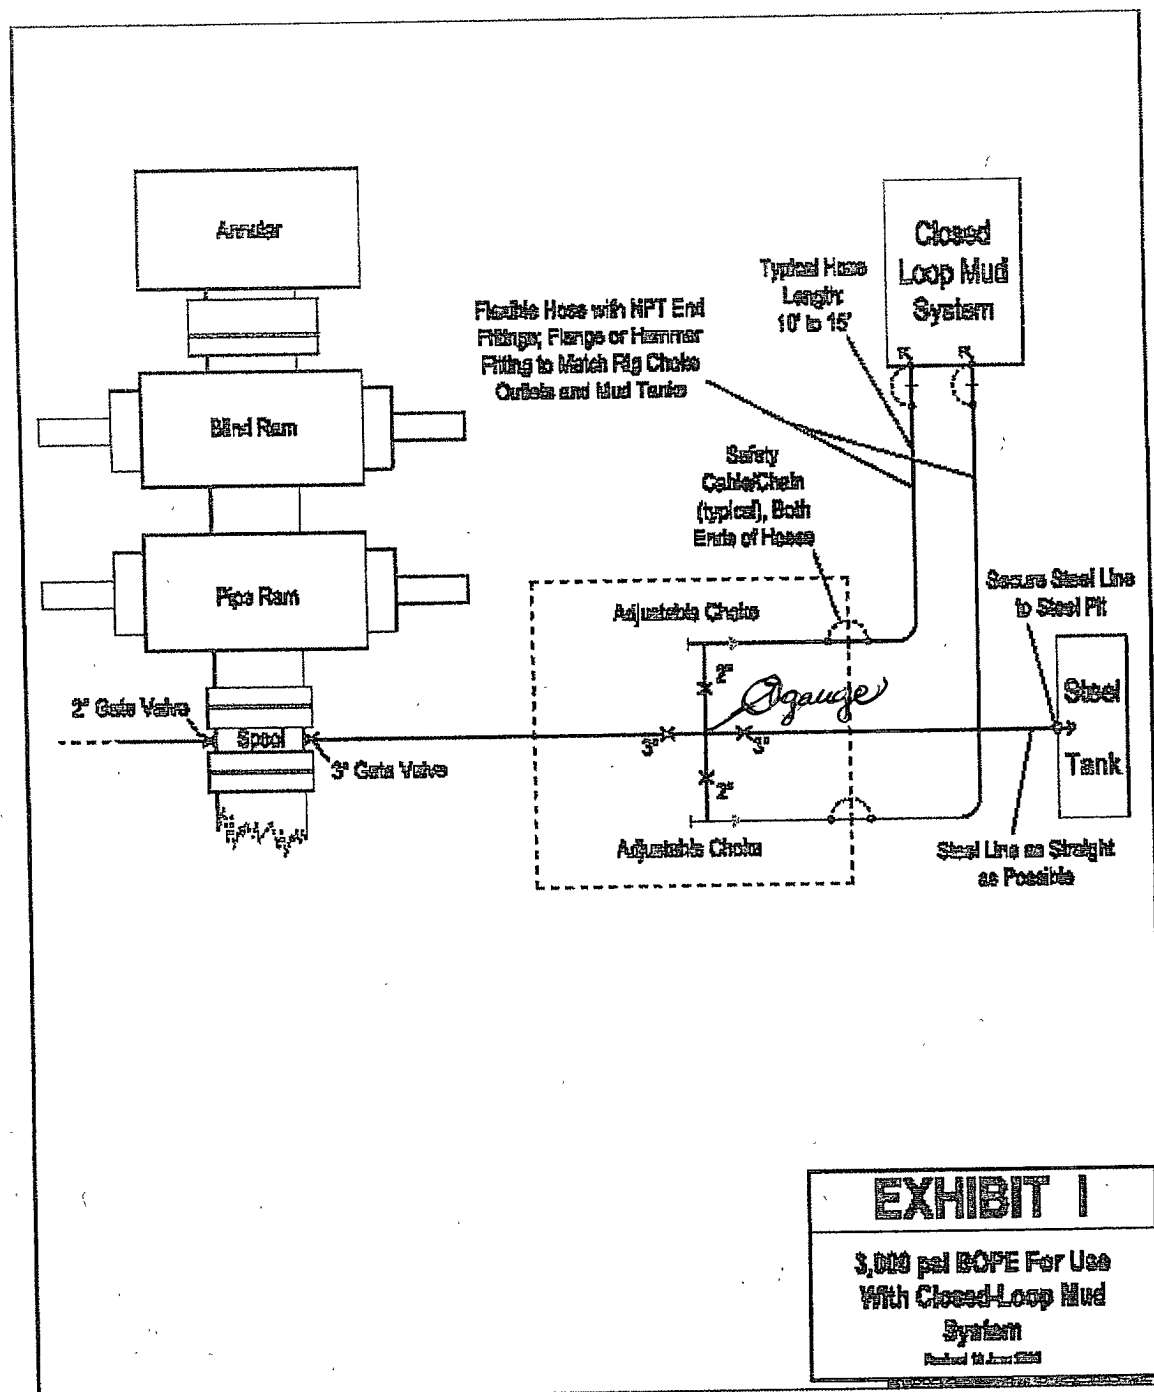 Annular
Closed
Loop Mud
System
Typical Hose
Length:
10' to 15'
Flexible Hose with NPT End
Fittings; Flange or Hammer
Fitting to Match Rig Choke
Outlets and Mud Tanks
Blind Ram
Safety
Cable/Chain
(typical), Both
Ends of Hoses
Pipe Ram
Adjustable Choke
Secure Steel Line
to Steel Pit
2"
gauge
Steel
Tank
2" Gate Valve
Spool
3"
3"
3" Gate Valve
2"
Adjustable Choke
Steel Line as Straight
as Possible
EXHIBIT I
3,000 psi BOPE For Use
With Closed-Loop Mud
System
Revised